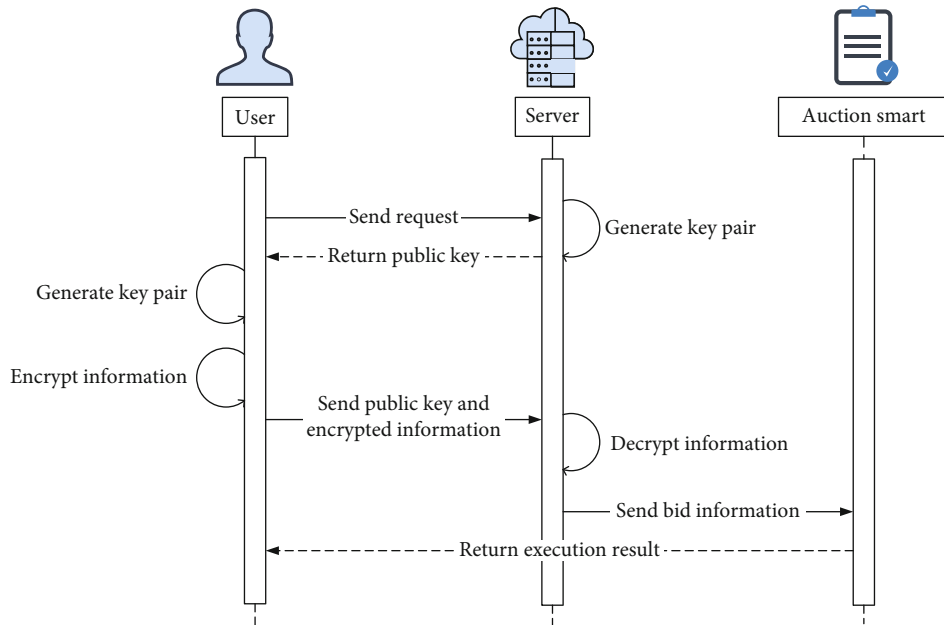 User
Server
Auction smart
Send request
Generate key pair
Return public key
Generate key pair
Encrypt information
Send public key and
encrypted information
Decrypt information
Send bid information
Return execution result